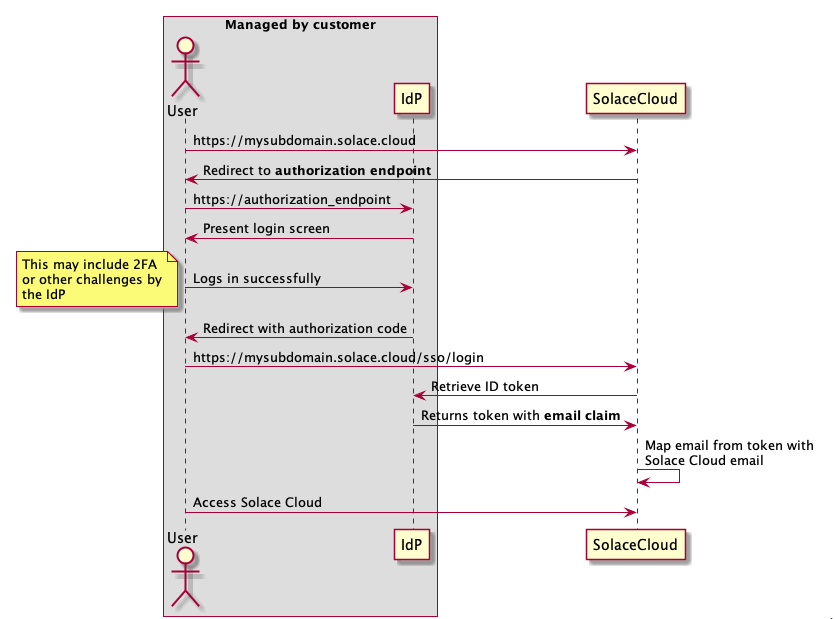 Managed by customer
User
IdP
SolaceCloud
https://mysubdomain.solace.cloud
Redirect to authorization endpoint
https://authorization_endpoint
Present login screen
This may include 2FA
or other challenges by
the IdP
Logs in successfully
Redirect with authorization code
https://mysubdomain.solace.cloud/sso/login
Retrieve ID token
Returns token with email claim
Map email from token with
Solace Cloud email
Access Solace Cloud
User
IdP
SolaceCloud